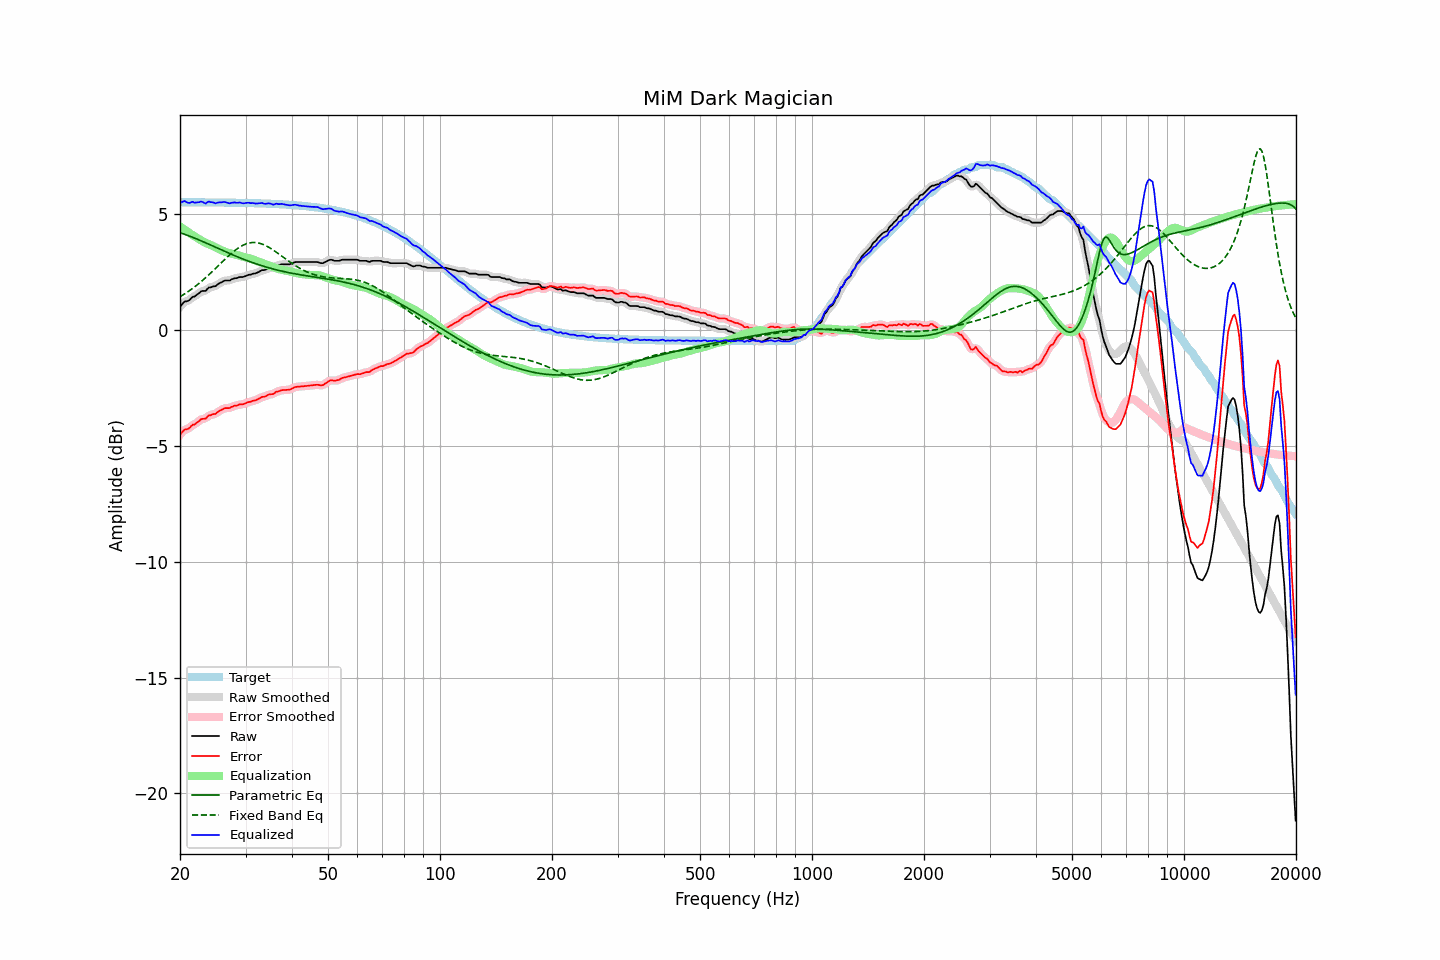 MiM Dark Magician
Amplitude (dBr)
5
0
−5
−10
−15
−20
Target
Raw Smoothed
Error Smoothed
Raw
Error
Equalization
Parametric Eq
Fixed Band Eq
Equalized
20 50 100 200 500 1000 2000 5000 10000 20000
Frequency (Hz)